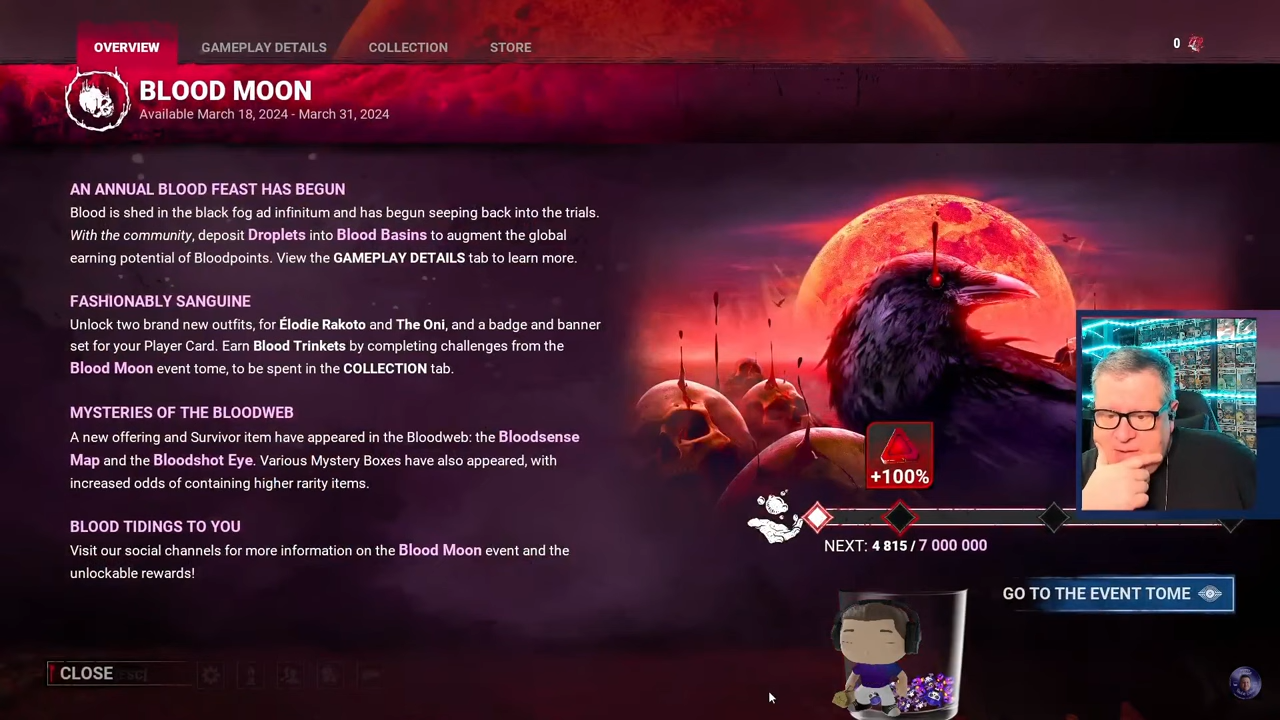 OVERVIEW GAMEPLAY DETAILS COLLECTION STORE 0
BLOOD MOON
Available March 18, 2024 - March 31, 2024
AN ANNUAL BLOOD FEAST HAS BEGUN
Blood is shed in the black fog ad infinitum and has begun seeping back into the trials.
With the community, deposit Droplets into Blood Basins to augment the global
earning potential of Bloodpoints. View the GAMEPLAY DETAILS tab to learn more.
FASHIONABLY SANGUINE
Unlock two brand new outfits, for Élodie Rakoto and The Oni, and a badge and banner
set for your Player Card. Earn Blood Trinkets by completing challenges from the
Blood Moon event tome, to be spent in the COLLECTION tab.
MYSTERIES OF THE BLOODWEB
A new offering and Survivor item have appeared in the Bloodweb: the Bloodsense
Map and the Bloodshot Eye. Various Mystery Boxes have also appeared, with
increased odds of containing higher rarity items.
BLOOD TIDINGS TO YOU
Visit our social channels for more information on the Blood Moon event and the
unlockable rewards!
+100%
NEXT: 4 815 / 7 000 000
GO TO THE EVENT TOME
CLOSE